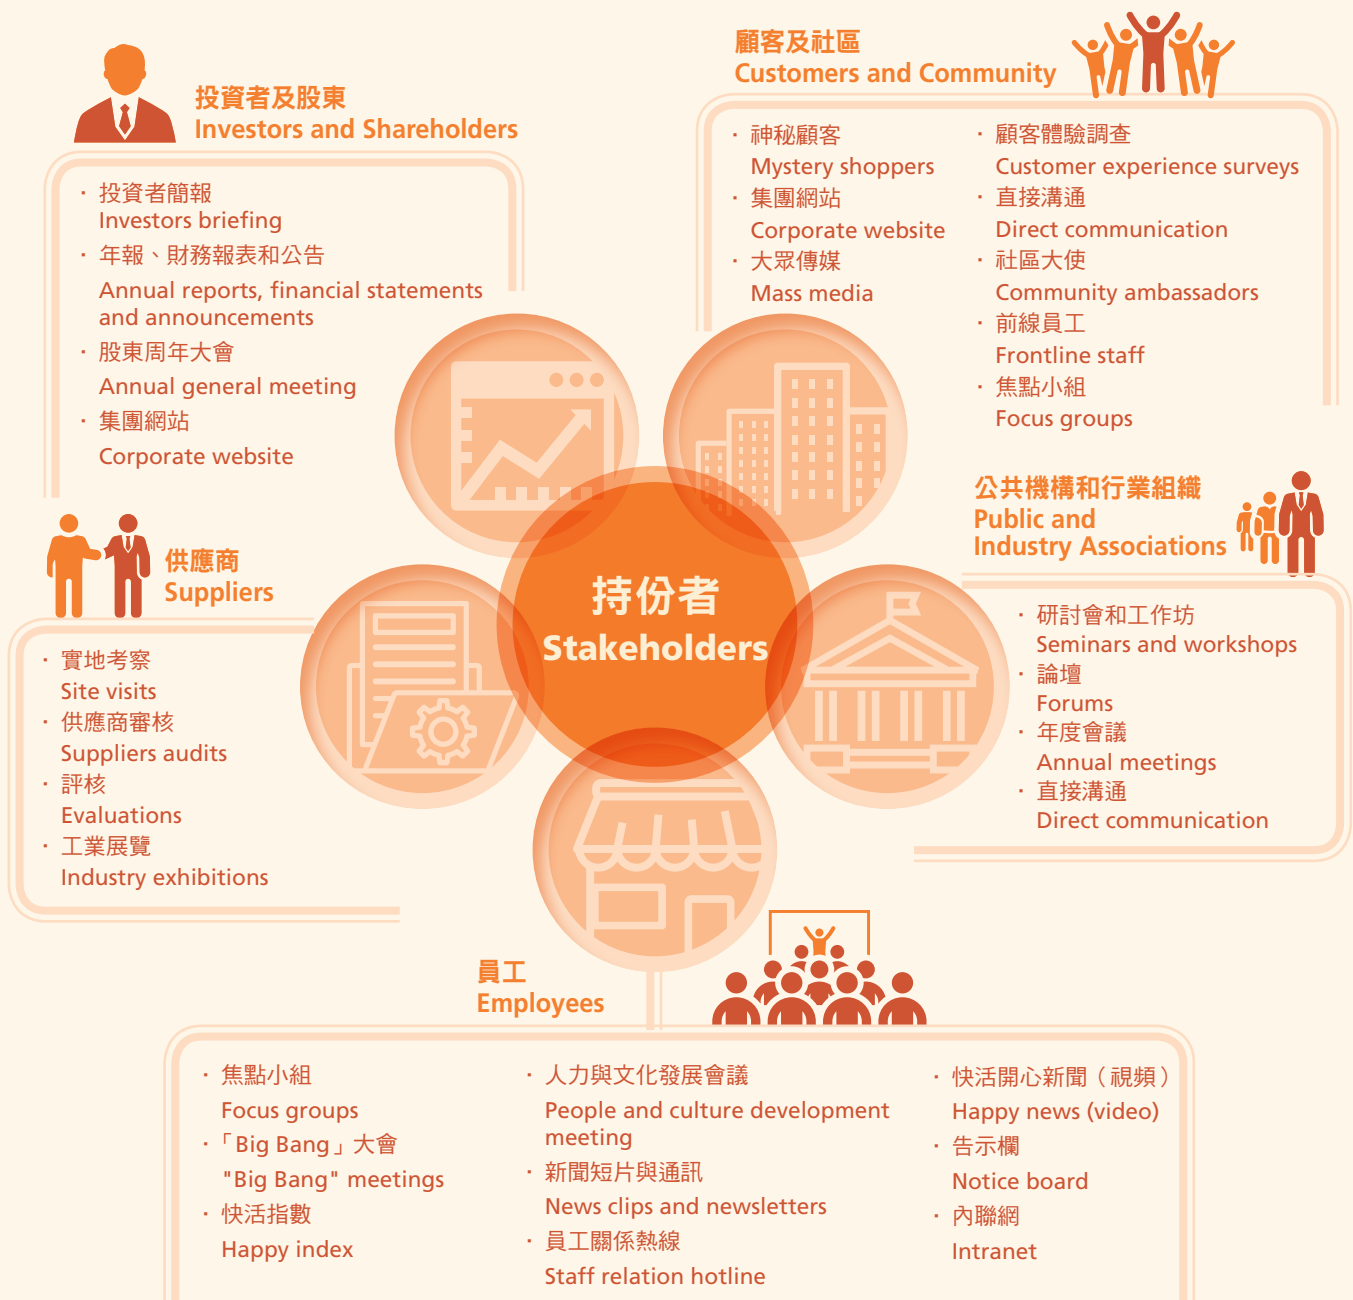 投資者及股東
Investors and Shareholders
· 投資者簡報
Investors briefing
· 年報、財務報表和公告
Annual reports, financial statements
and announcements
· 股東周年大會
Annual general meeting
· 集團網站
Corporate website
顧客及社區
Customers and Community
· 神秘顧客
Mystery shoppers
· 集團網站
Corporate website
· 大眾傳媒
Mass media
· 顧客體驗調查
Customer experience surveys
· 直接溝通
Direct communication
· 社區大使
Community ambassadors
· 前線員工
Frontline staff
· 焦點小組
Focus groups
供應商
Suppliers
· 實地考察
Site visits
· 供應商審核
Suppliers audits
· 評核
Evaluations
· 工業展覽
Industry exhibitions
持份者
Stakeholders
公共機構和行業組織
Public and
Industry Associations
· 研討會和工作坊
Seminars and workshops
· 論壇
Forums
· 年度會議
Annual meetings
· 直接溝通
Direct communication
員工
Employees
· 焦點小組
Focus groups
· 「Big Bang」大會
"Big Bang" meetings
· 快活指數
Happy index
· 人力與文化發展會議
People and culture development
meeting
· 新聞短片與通訊
News clips and newsletters
· 員工關係熱線
Staff relation hotline
· 快活開心新聞（視頻）
Happy news (video)
· 告示欄
Notice board
· 內聯網
Intranet